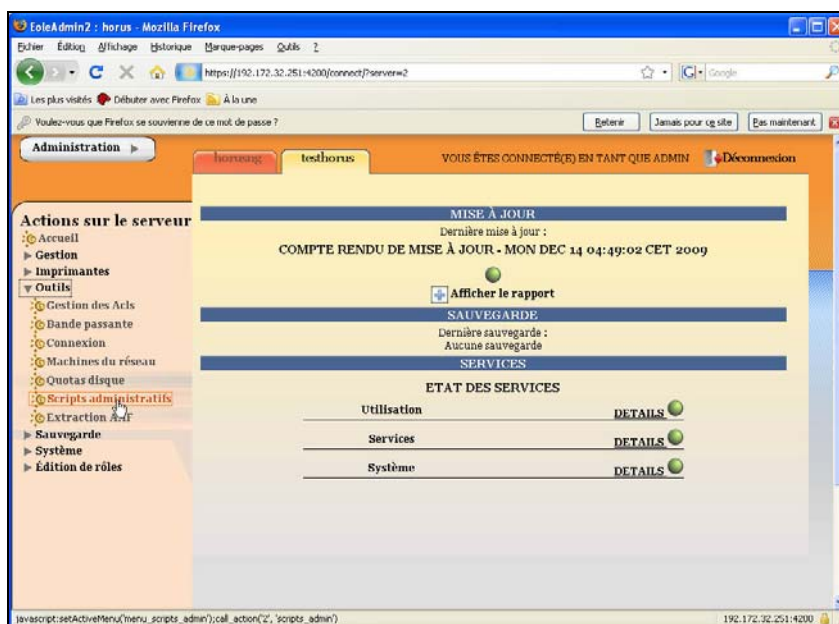 EoleAdmin2 : horus - Mozilla Firefox
Fichier Édition Affichage Historique Marque-pages Outils ?
https://192.172.32.251:4200/connect/?server=2
Google
Les plus visités Débuter avec Firefox À la une
Voulez-vous que Firefox se souvienne de ce mot de passe ?
Retenir
Jamais pour ce site
Pas maintenant
Administration
horusng
testhorus
VOUS ÊTES CONNECTÉ(E) EN TANT QUE ADMIN
Déconnexion
Actions sur le serveur
Accueil
Gestion
Imprimantes
Outils
Gestion des Acls
Bande passante
Connexion
Machines du réseau
Quotas disque
Scripts administratifs
Extraction AAF
Sauvegarde
Système
Édition de rôles
MISE À JOUR
Dernière mise à jour :
COMPTE RENDU DE MISE À JOUR - MON DEC 14 04:49:02 CET 2009
Afficher le rapport
SAUVEGARDE
Dernière sauvegarde :
Aucune sauvegarde
SERVICES
ETAT DES SERVICES
Utilisation DETAILS
Services DETAILS
Système DETAILS
javascript:setActiveMenu('menu_scripts_admin');call_action('2', 'scripts_admin')
192.172.32.251:4200